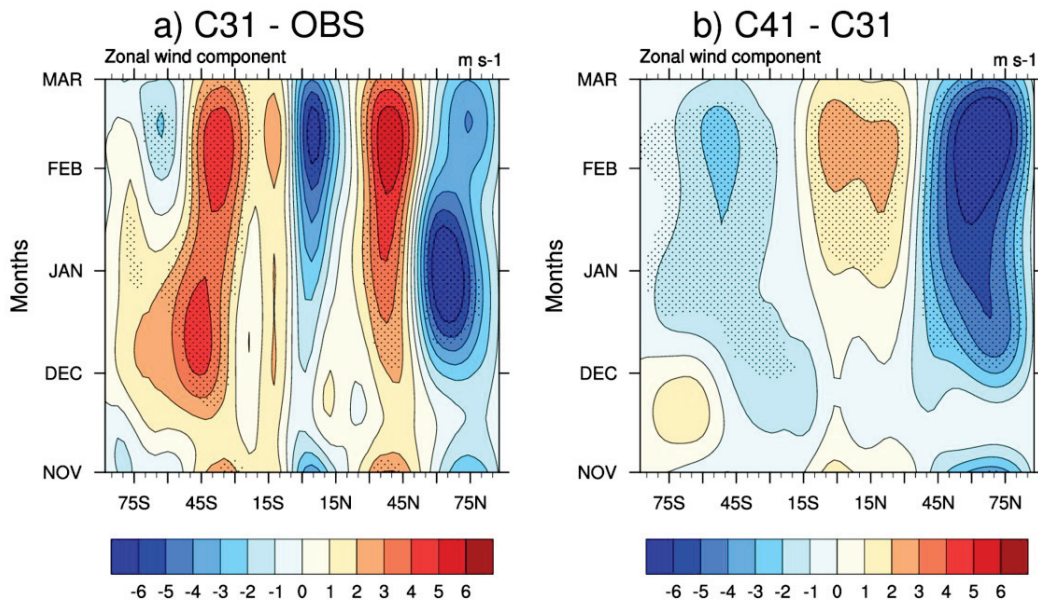 a) C31 - OBS
Zonal wind component m s-1
MAR
FEB
JAN
DEC
NOV
Months
75S 45S 15S 15N 45N 75N
-6 -5 -4 -3 -2 -1 0 1 2 3 4 5 6
b) C41 - C31
Zonal wind component m s-1
MAR
FEB
JAN
DEC
NOV
Months
75S 45S 15S 15N 45N 75N
-6 -5 -4 -3 -2 -1 0 1 2 3 4 5 6